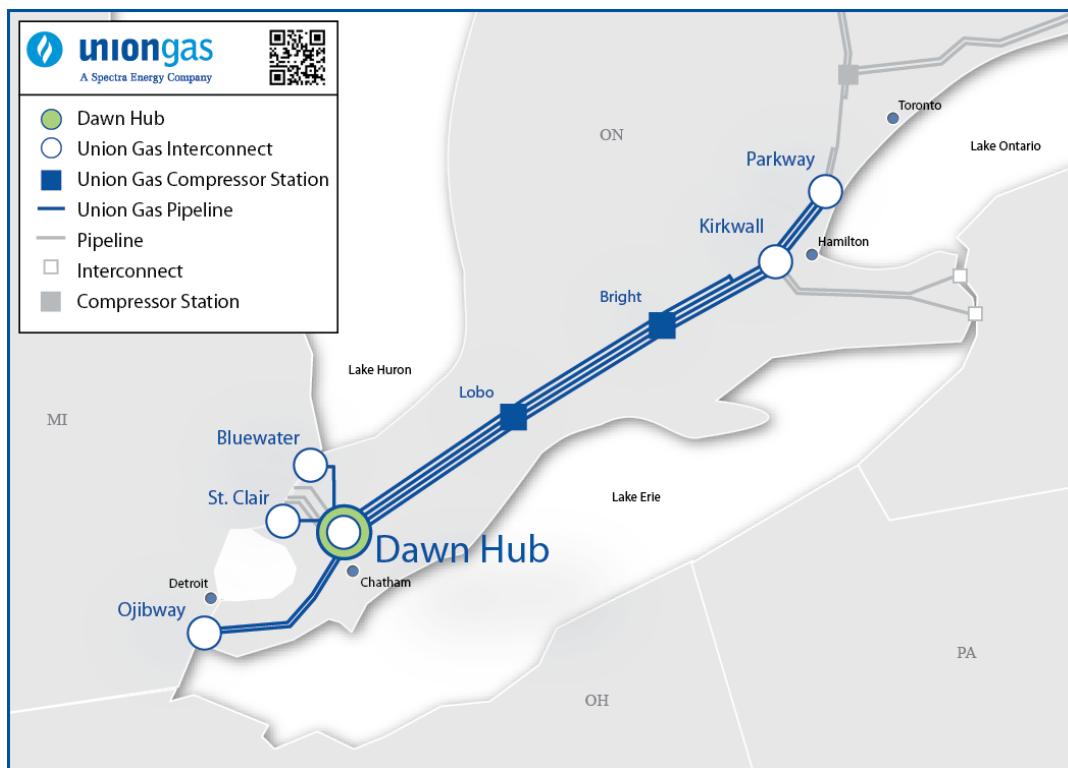 uniongas
A Spectra Energy Company
Dawn Hub
Union Gas Interconnect
Union Gas Compressor Station
Union Gas Pipeline
Pipeline
Interconnect
Compressor Station
ON
Toronto
Lake Ontario
Parkway
Kirkwall
Hamilton
Bright
Lake Huron
Lobo
MI
Bluewater
St. Clair
Lake Erie
Dawn Hub
Chatham
Detroit
Ojibway
PA
OH